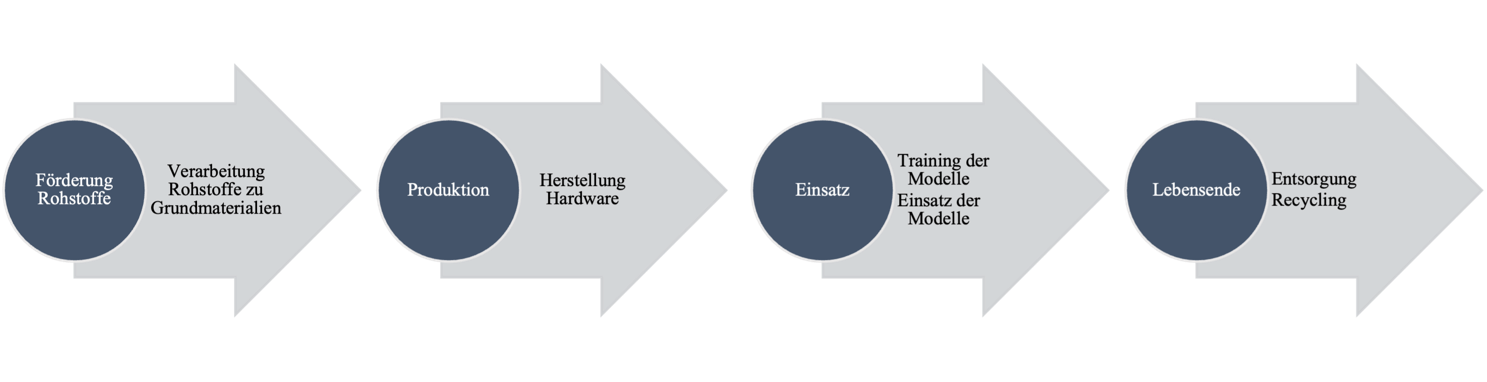 Förderung
Rohstoffe
Verarbeitung
Rohstoffe zu
Grundmaterialien
Produktion
Herstellung
Hardware
Einsatz
Training der
Modelle
Einsatz der
Modelle
Lebensende
Entsorgung
Recycling